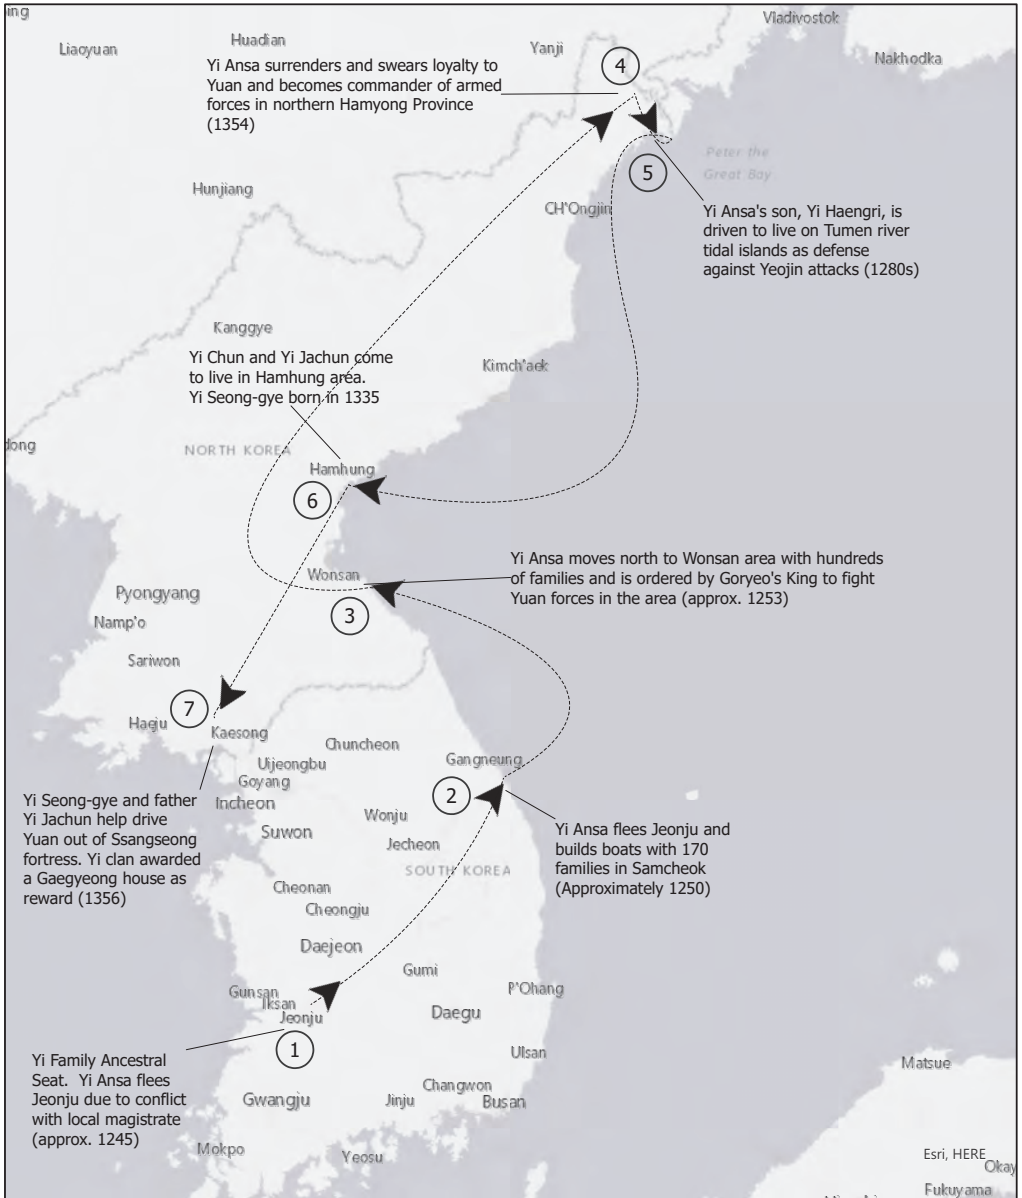 ing
Vladivostok
Liaoyuan
Huadian
Yanji
Nakhodka
4
Yi Ansa surrenders and swears loyalty to
Yuan and becomes commander of armed
forces in northern Hamyong Province
(1354)
Peter the
Great Bay
5
Hunjiang
CH'Ongjin
Yi Ansa's son, Yi Haengri, is
driven to live on Tumen river
tidal islands as defense
against Yeojin attacks (1280s)
Kanggye
Yi Chun and Yi Jachun come
to live in Hamhung area.
Yi Seong-gye born in 1335
Kimch'aek
dong
NORTH KOREA
Hamhung
6
Yi Ansa moves north to Wonsan area with hundreds
of families and is ordered by Goryeo's King to fight
Yuan forces in the area (approx. 1253)
Wonsan
3
Pyongyang
Namp'o
Sariwon
7
Haeju
Kaesong
Chuncheon
Uijeongbu
Gangneung
Goyang
Incheon
2
Yi Seong-gye and father
Yi Jachun help drive
Yuan out of Ssangseong
fortress. Yi clan awarded
a Gaegyeong house as
reward (1356)
Wonju
Suwon
Jecheon
Yi Ansa flees Jeonju and
builds boats with 170
families in Samcheok
(Approximately 1250)
SOUTH KOREA
Cheonan
Cheongju
Daejeon
Gumi
Gunsan
Iksan
Jeonju
P'Ohang
Daegu
1
Yi Family Ancestral
Seat. Yi Ansa flees
Jeonju due to conflict
with local magistrate
(approx. 1245)
Ulsan
Matsue
Changwon
Gwangju
Jinju
Busan
Mokpo
Yeosu
Esri, HERE
Okay
Fukuyama